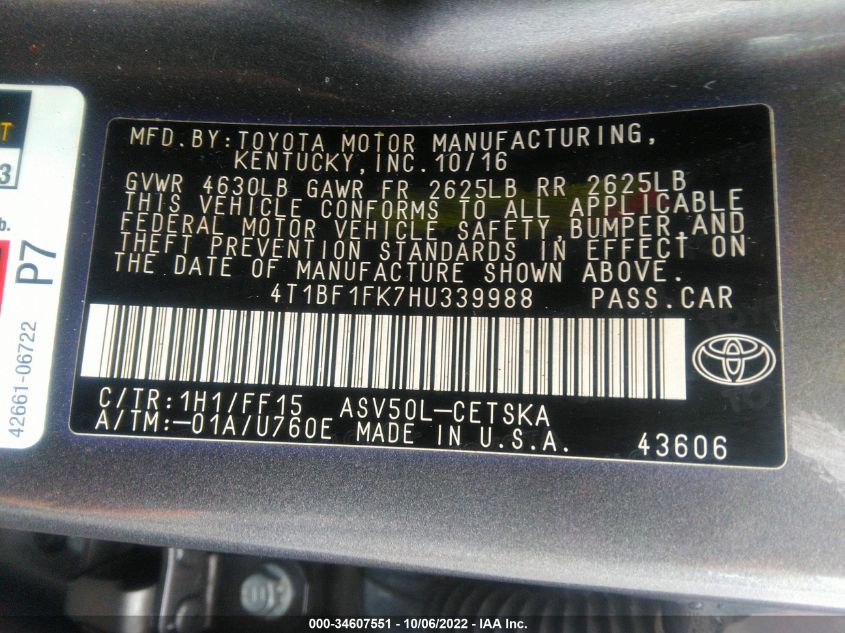 MFD.BY:TOYOTA MOTOR MANUFACTURING,
KENTUCKY,INC.10/16
GVWR 4630LB GAWR FR 2625LB RR 2625LB
THIS VEHICLE CONFORMS TO ALL APPLICABLE
FEDERAL MOTOR VEHICLE SAFETY,BUMPER,AND
THEFT PREVENTION STANDARDS IN EFFECT ON
THE DATE OF MANUFACTURE SHOWN ABOVE.
4T1BF1FK7HU339988 PASS.CAR
C/TR:1H1/FF15 ASV50L-CETSKA
A/TM:-01A/U760E MADE IN U.S.A. 43606
T
3
b.
P7
42661-06722
000-34607551 - 10/06/2022 - IAA Inc.